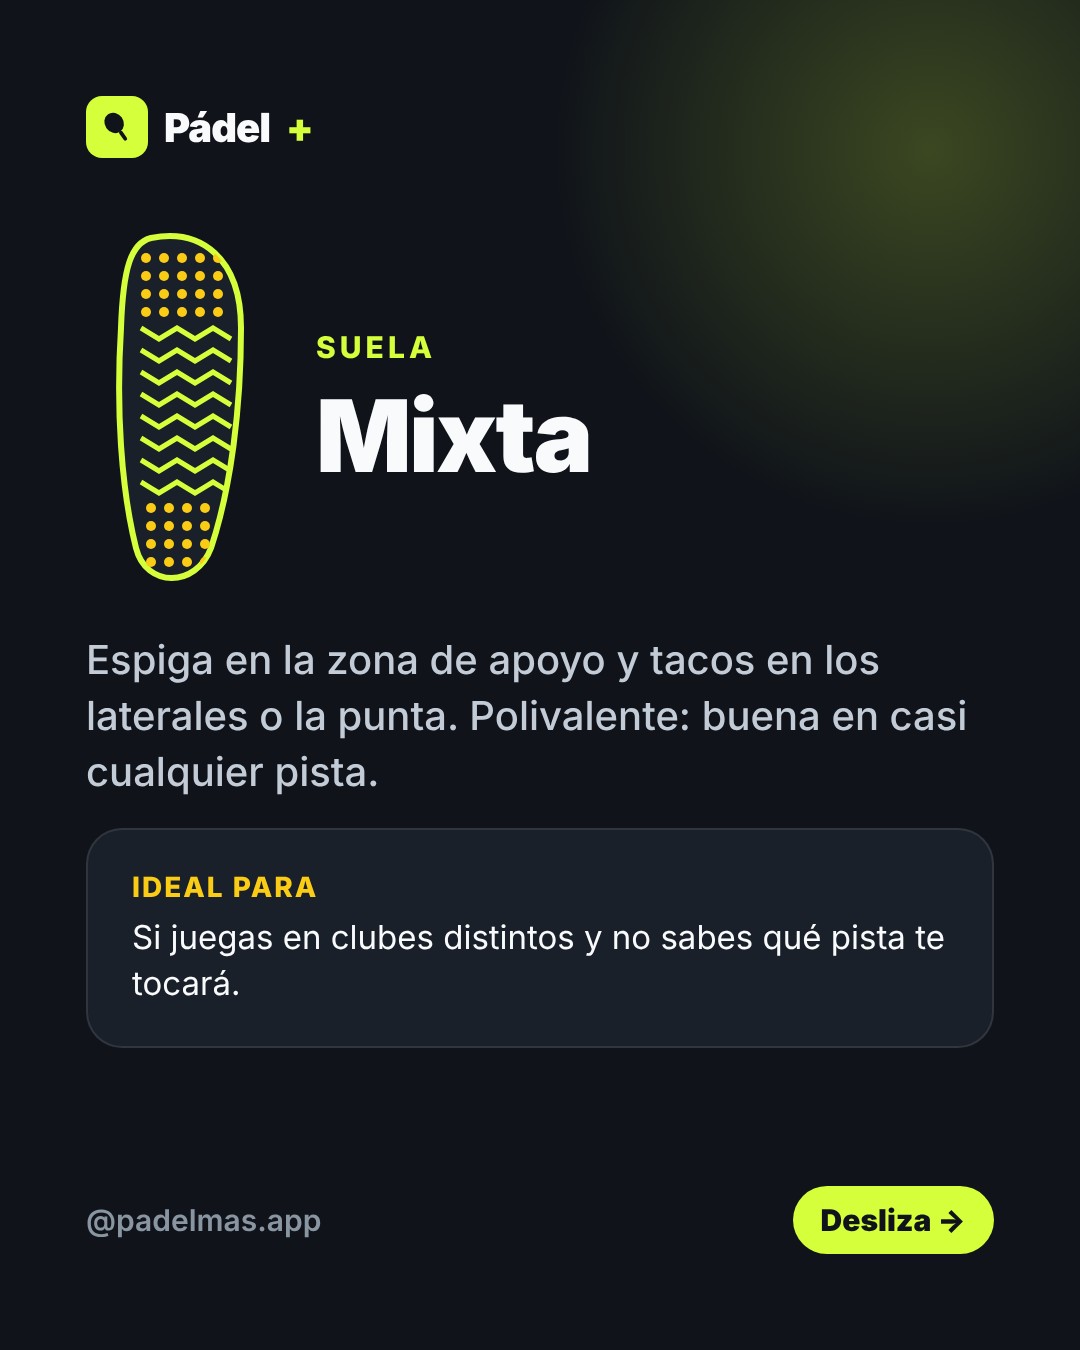 Pádel +
SUELA
Mixta
Espiga en la zona de apoyo y tacos en los
laterales o la punta. Polivalente: buena en casi
cualquier pista.
IDEAL PARA
Si juegas en clubes distintos y no sabes qué pista te
tocará.
@padelmas.app
Desliza →